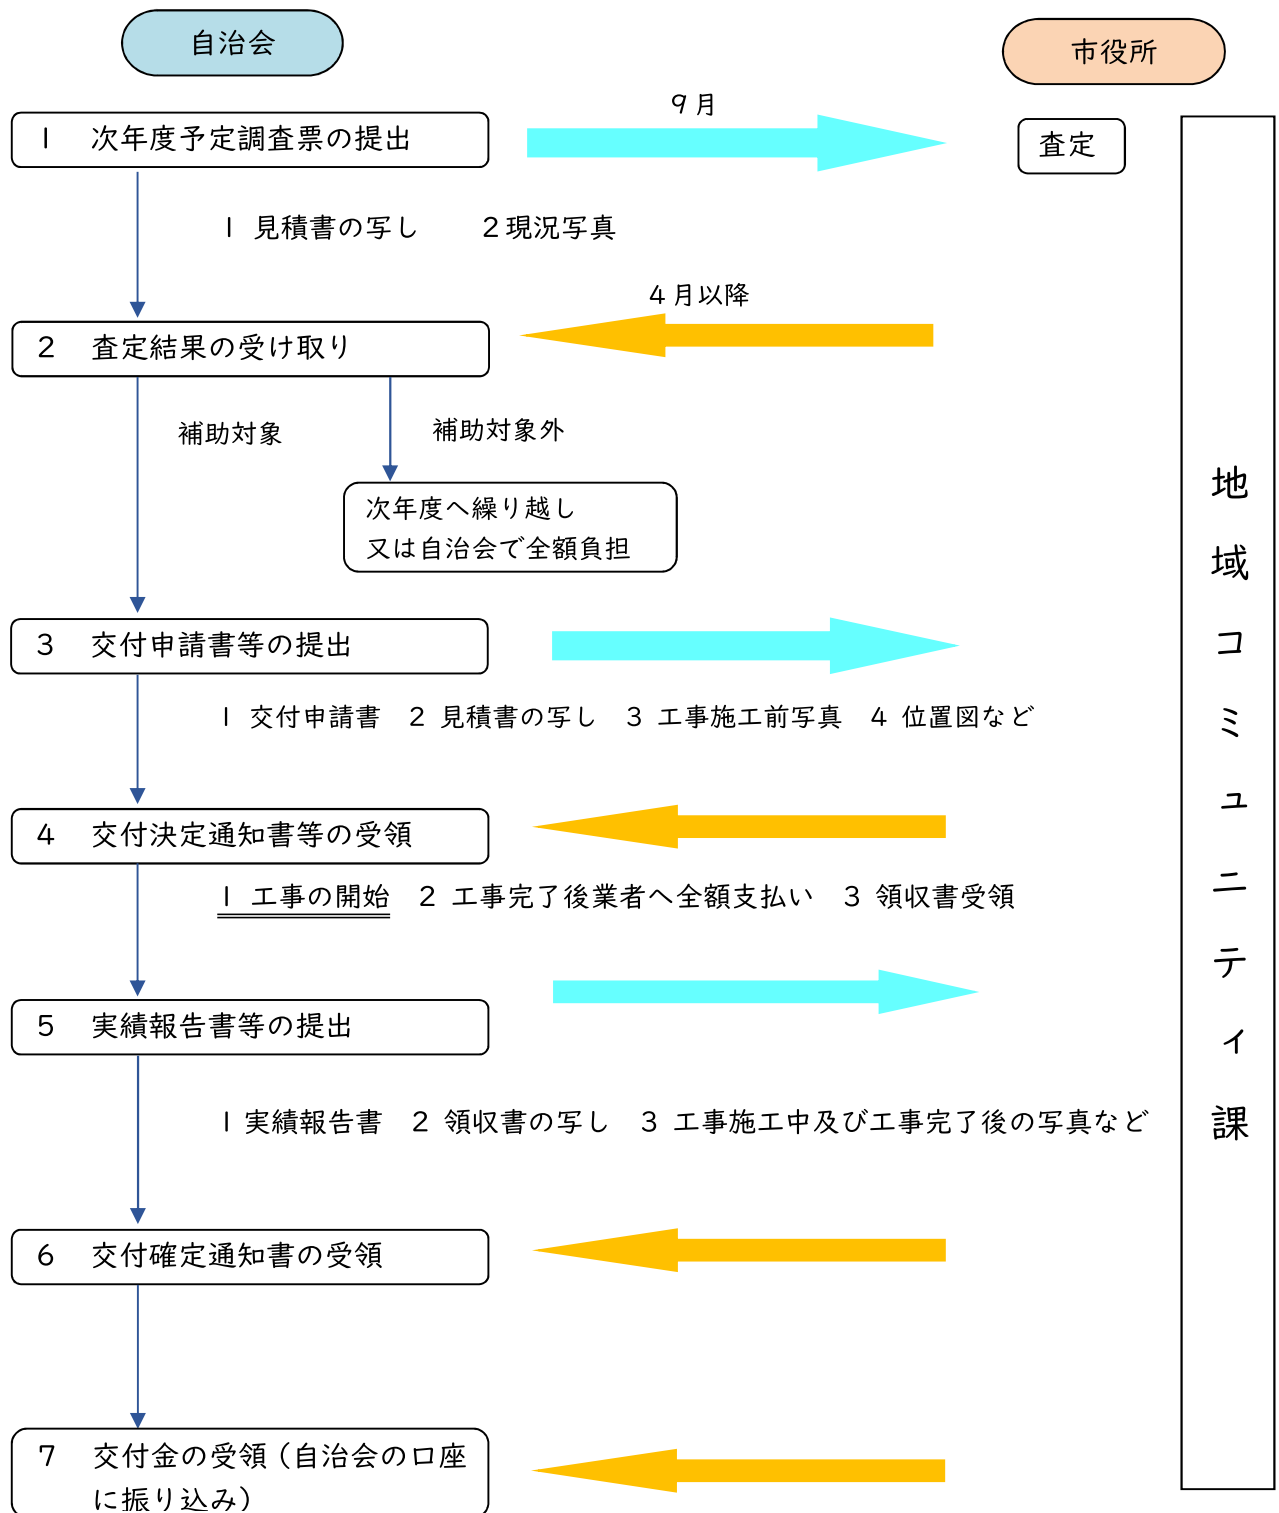 自治会
市役所
9月
1 次年度予定調査票の提出
査定
1 見積書の写し 2現況写真
4月以降
2 査定結果の受け取り
補助対象
補助対象外
次年度へ繰り越し
又は自治会で全額負担
3 交付申請書等の提出
1 交付申請書 2 見積書の写し 3 工事施工前写真 4 位置図など
4 交付決定通知書等の受領
1 工事の開始 2 工事完了後業者へ全額支払い 3 領収書受領
5 実績報告書等の提出
1実績報告書 2 領収書の写し 3 工事施工中及び工事完了後の写真など
6 交付確定通知書の受領
7 交付金の受領(自治会の口座
に振り込み)
地域コミュニティ課